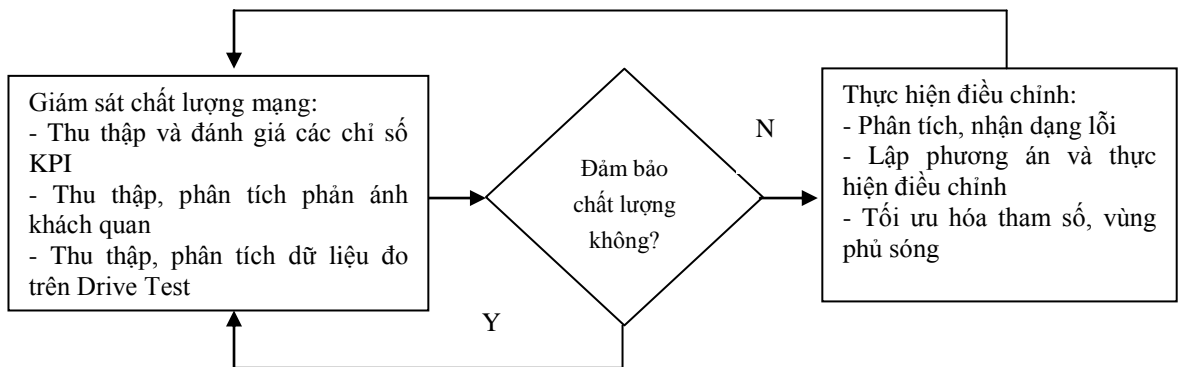 Giám sát chất lượng mạng:
- Thu thập và đánh giá các chỉ số
KPI
- Thu thập, phân tích phản ánh
khách quan
- Thu thập, phân tích dữ liệu đo
trên Drive Test
Đảm bảo
chất lượng
không?
N
Y
Thực hiện điều chỉnh:
- Phân tích, nhận dạng lỗi
- Lập phương án và thực
hiện điều chỉnh
- Tối ưu hóa tham số, vùng
phủ sóng